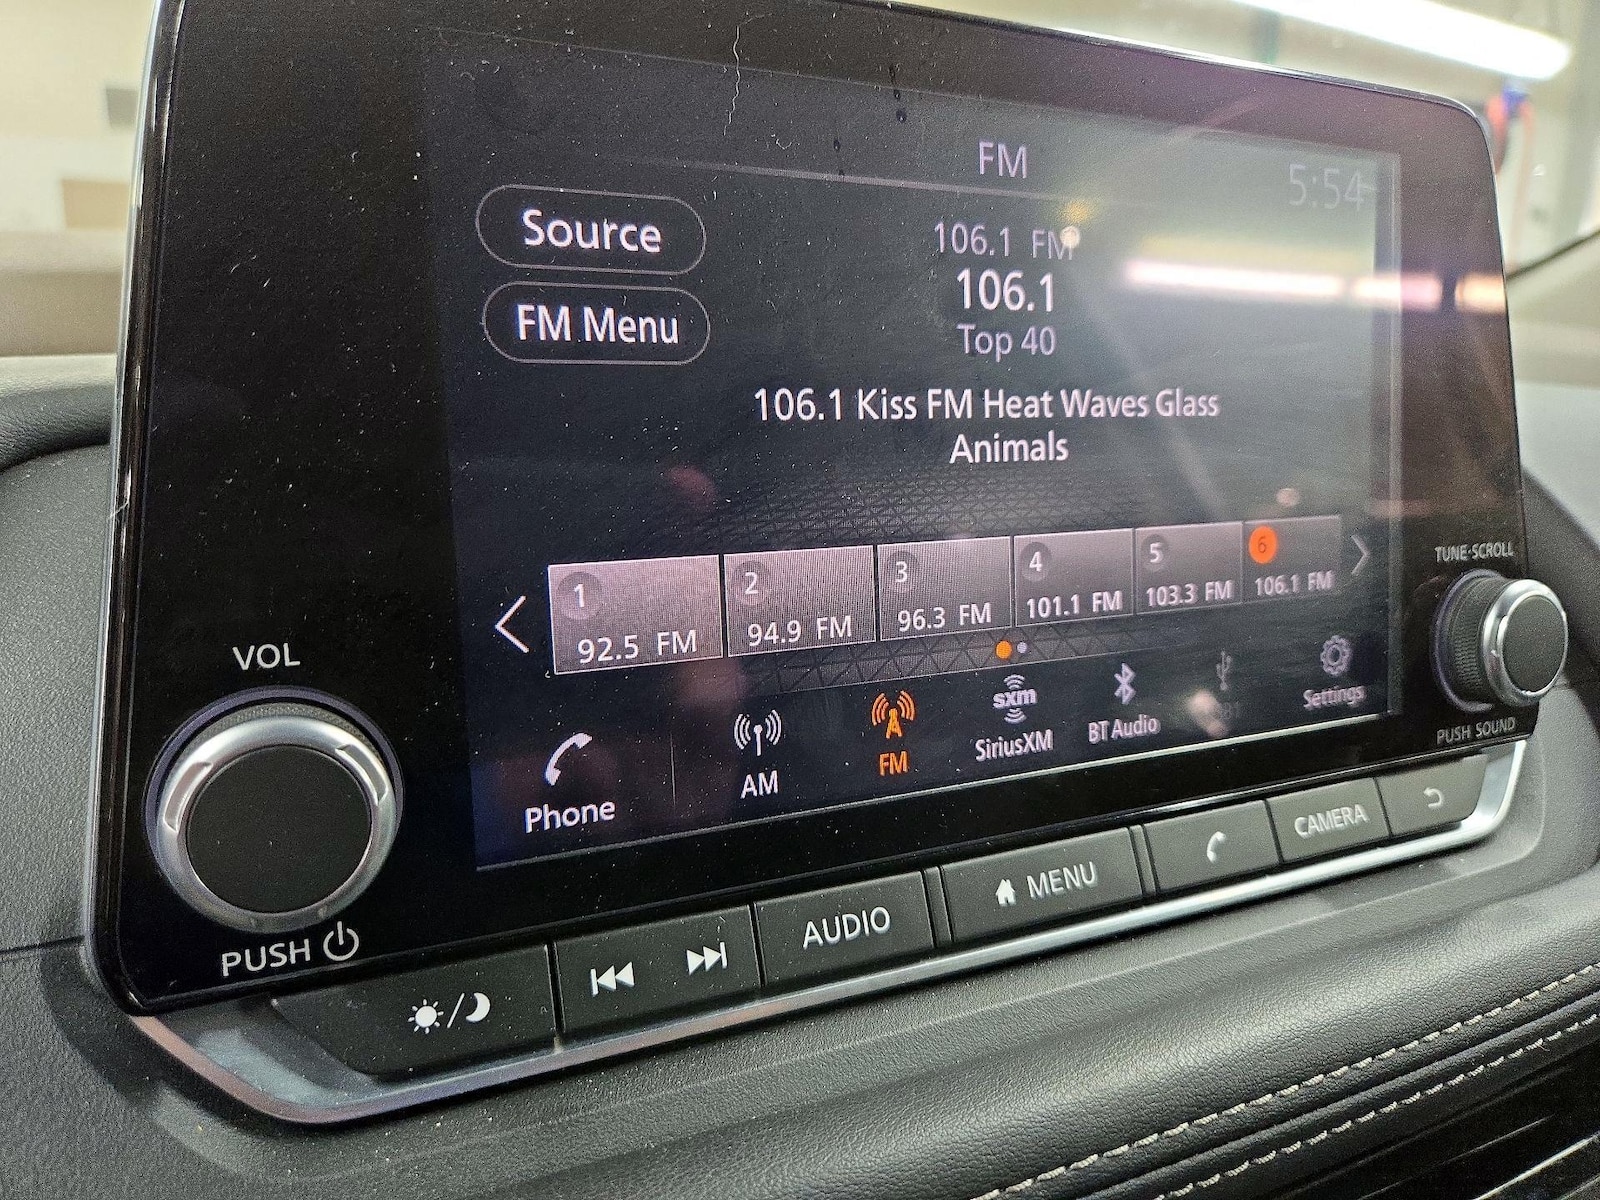 FM
5:54
Source
106.1 FM
106.1
FM Menu
Top 40
106.1 Kiss FM Heat Waves Glass
Animals
1
92.5 FM
2
94.9 FM
3
96.3 FM
4
101.1 FM
5
103.3 FM
6
106.1 FM
TUNE·SCROLL
PUSH SOUND
VOL
PUSH
Phone
AM
FM
sxm
SiriusXM
BT Audio
Settings
AUDIO
MENU
CAMERA